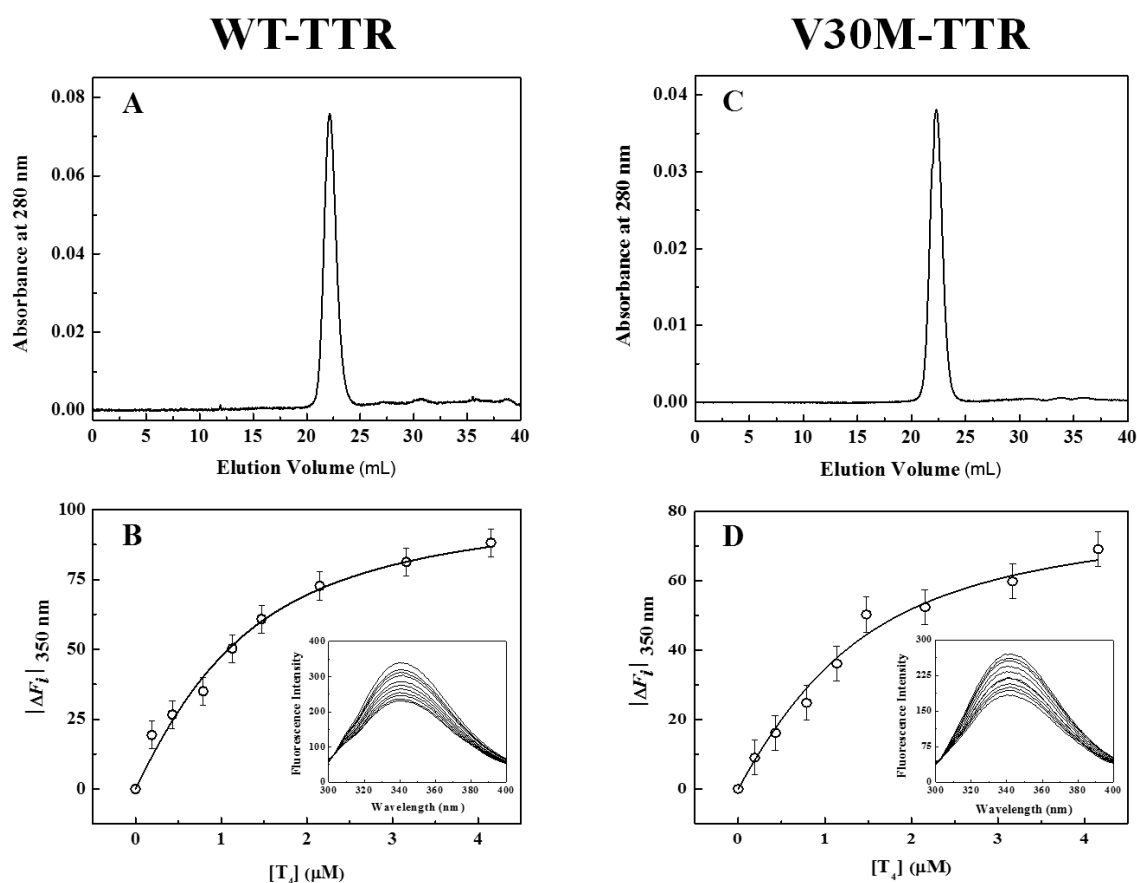 WT-TTR
V30M-TTR
A
Absorbance at 280 nm
0.08
0.06
0.04
0.02
0.00
0 5 10 15 20 25 30 35 40
Elution Volume (mL)
C
Absorbance at 280 nm
0.04
0.03
0.02
0.01
0.00
0 5 10 15 20 25 30 35 40
Elution Volume (mL)
B
|ΔFi| 350 nm
100
75
50
25
0
0 1 2 3 4
[T4] (μM)
Fluorescence Intensity
400
300
200
100
0
300 320 340 360 380 400
Wavelength (nm)
D
|ΔFi| 350 nm
80
60
40
20
0
0 1 2 3 4
[T4] (μM)
Fluorescence Intensity
300
225
150
75
0
300 320 340 360 380 400
Wavelength (nm)